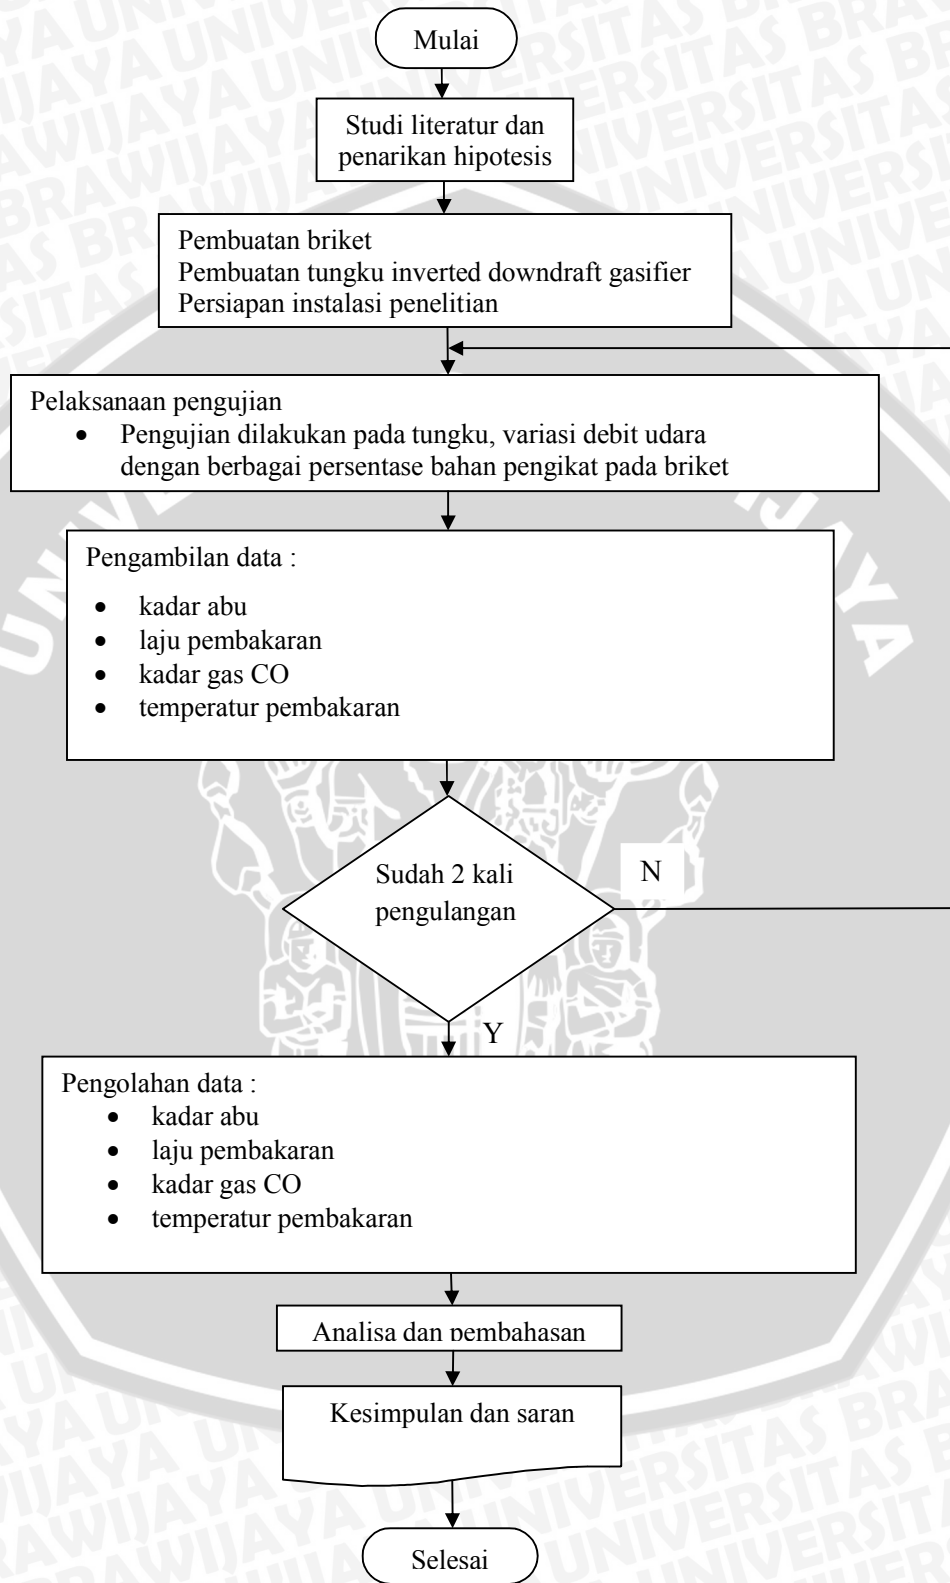 Mulai
Studi literatur dan
penarikan hipotesis
Pembuatan briket
Pembuatan tungku inverted downdraft gasifier
Persiapan instalasi penelitian
Pelaksanaan pengujian
• Pengujian dilakukan pada tungku, variasi debit udara
dengan berbagai persentase bahan pengikat pada briket
Pengambilan data :
• kadar abu
• laju pembakaran
• kadar gas CO
• temperatur pembakaran
Sudah 2 kali
pengulangan
N
Y
Pengolahan data :
• kadar abu
• laju pembakaran
• kadar gas CO
• temperatur pembakaran
Analisa dan pembahasan
Kesimpulan dan saran
Selesai